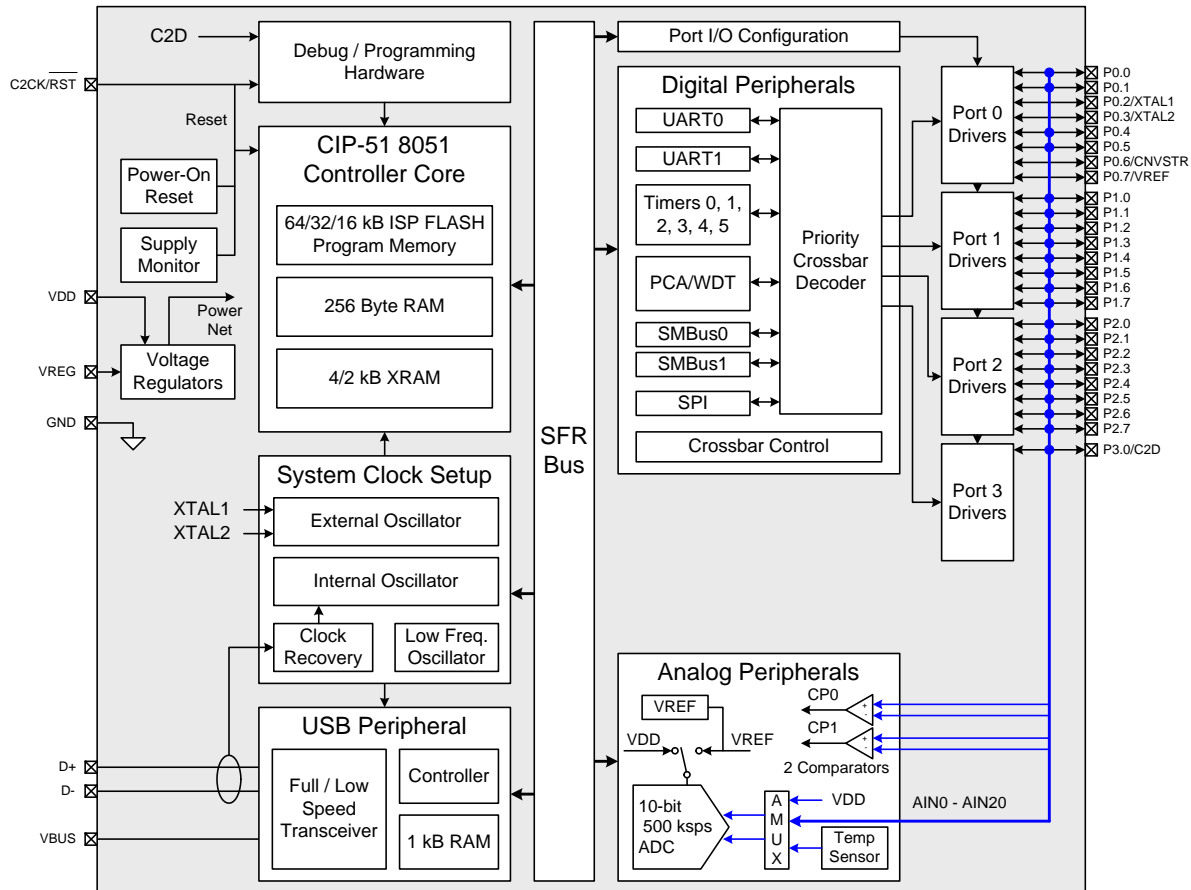 C2D
C2CK/RST
Reset
Power-On
Reset
Supply
Monitor
VDD
Power
Net
VREG
Voltage
Regulators
GND
Debug / Programming
Hardware
CIP-51 8051
Controller Core
64/32/16 kB ISP FLASH
Program Memory
256 Byte RAM
4/2 kB XRAM
System Clock Setup
XTAL1
XTAL2
External Oscillator
Internal Oscillator
Clock
Recovery
Low Freq.
Oscillator
USB Peripheral
D+
D-
VBUS
Full / Low
Speed
Transceiver
Controller
1 kB RAM
SFR
Bus
Port I/O Configuration
Digital Peripherals
UART0
UART1
Timers 0, 1,
2, 3, 4, 5
PCA/WDT
SMBus0
SMBus1
SPI
Priority
Crossbar
Decoder
Crossbar Control
Port 0
Drivers
Port 1
Drivers
Port 2
Drivers
Port 3
Drivers
P0.0
P0.1
P0.2/XTAL1
P0.3/XTAL2
P0.4
P0.5
P0.6/CNVSTR
P0.7/VREF
P1.0
P1.1
P1.2
P1.3
P1.4
P1.5
P1.6
P1.7
P2.0
P2.1
P2.2
P2.3
P2.4
P2.5
P2.6
P2.7
P3.0/C2D
Analog Peripherals
VREF
VDD
VREF
CP0
+
-
CP1
+
-
2 Comparators
10-bit
500 ksps
ADC
A
M
U
X
VDD
Temp
Sensor
AIN0 - AIN20